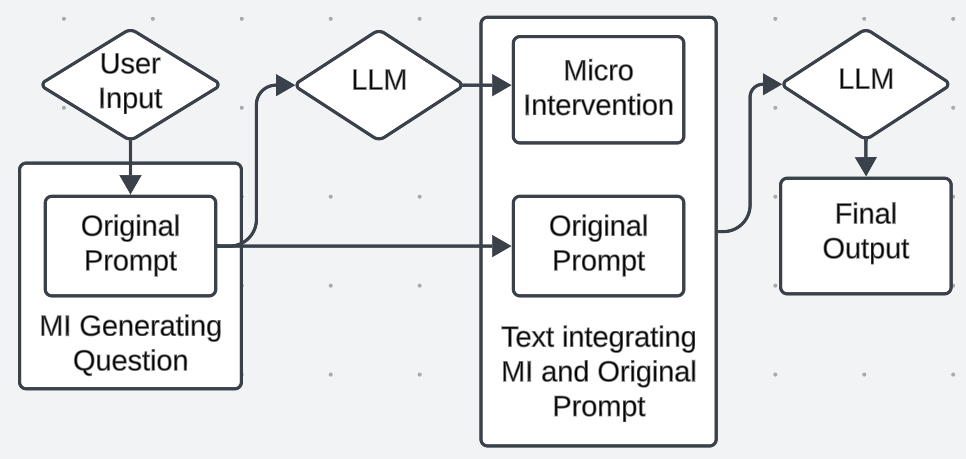 User
Input
Original
Prompt
MI Generating
Question
LLM
Micro
Intervention
Original
Prompt
Text integrating
MI and Original
Prompt
LLM
Final
Output